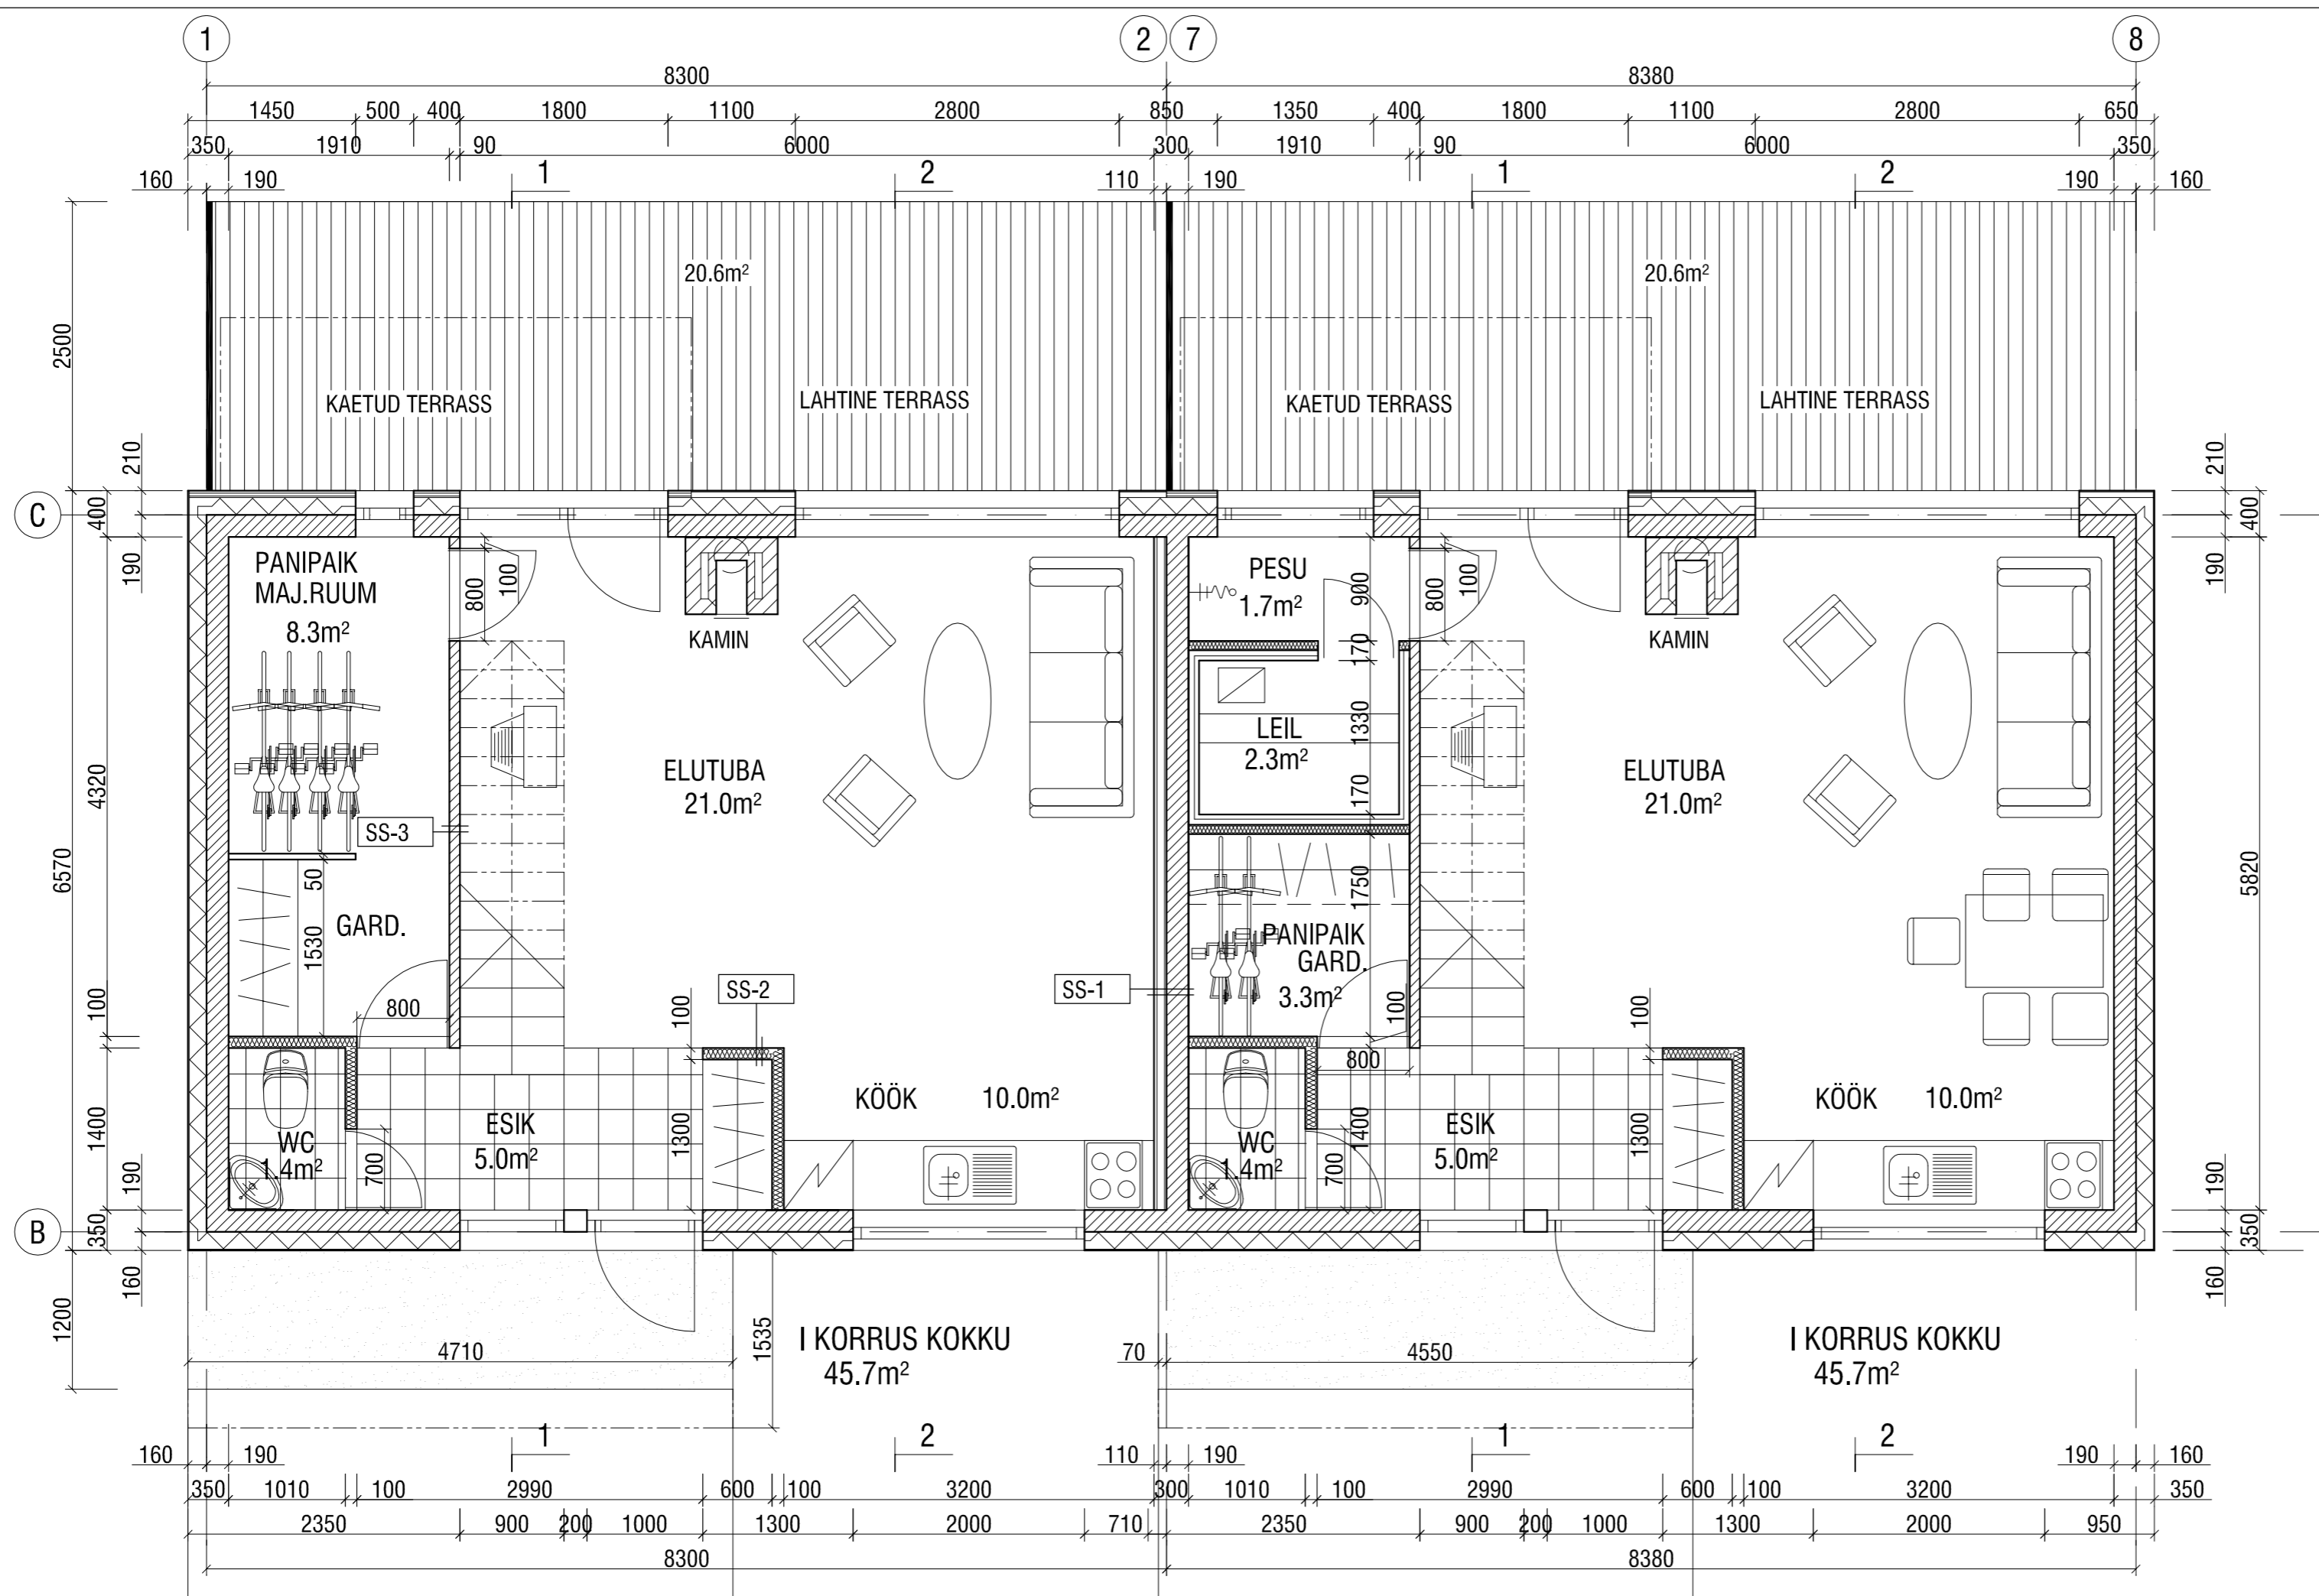 1 2 7 8
8300 8380
1450 500 400 1800 1100 2800 850 1350 400 1800 1100 2800 650
350 1910 90 6000 300 1910 90 6000 350
160 190 1 2 110 190 1 2 190 160
2500
20.6m² 20.6m²
KAETUD TERRASS LAHTINE TERRASS KAETUD TERRASS LAHTINE TERRASS
210 210
C 400 400
190 190
PANIPAIK
MAJ.RUUM
8.3m²
800 100
KAMIN
PESU
1.7m²
900
800 100
KAMIN
170
LEIL
2.3m²
1330
170
4320
6570
5820
ELUTUBA
21.0m²
ELUTUBA
21.0m²
SS-3
50
GARD.
1530
800
SS-2
SS-1
1750
PANIPAIK
GARD.
3.3m²
100
800
100
100
100
1400
WC
1.4m²
700
ESIK
5.0m²
1300
KÖÖK 10.0m²
WC
1.4m²
1400
700
ESIK
5.0m²
1300
KÖÖK 10.0m²
190 190
B 350 350
160 160
1200
1535
4710 70 4550
I KORRUS KOKKU
45.7m²
I KORRUS KOKKU
45.7m²
160 190 1 2 110 190 1 2 190 160
350 1010 100 2990 600 100 3200 300 1010 100 2990 600 100 3200 350
2350 900 200 1000 1300 2000 710 2350 900 200 1000 1300 2000 950
8300 8380